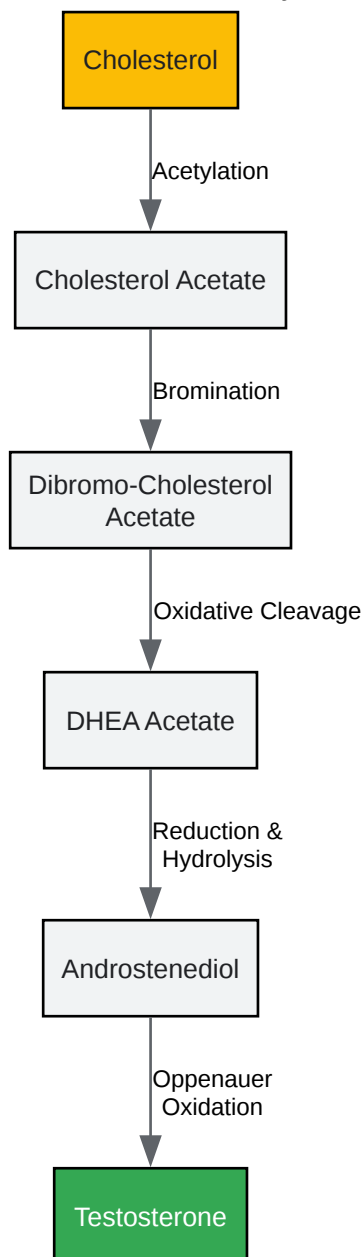 Cholesterol
Acetylation
Cholesterol Acetate
Bromination
Dibromo-Cholesterol
Acetate
Oxidative Cleavage
DHEA Acetate
Reduction &
Hydrolysis
Androstenediol
Oppenauer
Oxidation
Testosterone